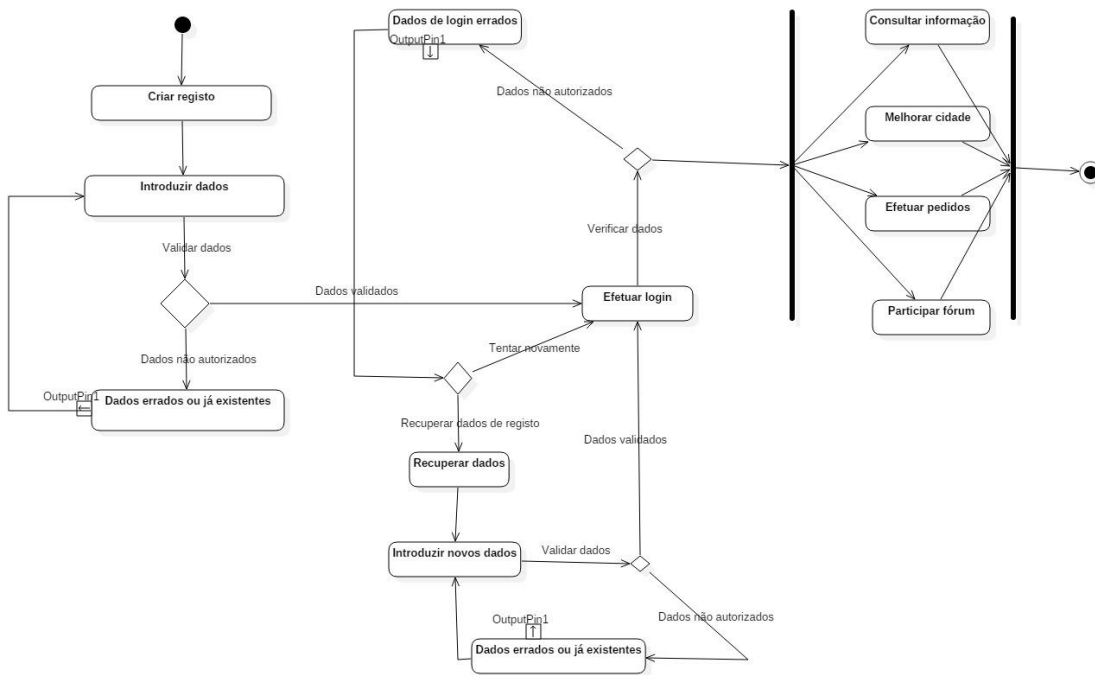 Dados de login errados
OutputPin1
Consultar informação
Criar registo
Dados não autorizados
Melhorar cidade
Introduzir dados
Efetuar pedidos
Verificar dados
Validar dados
Dados validados
Efetuar login
Participar fórum
Tentar novamente
Dados não autorizados
OutputPin1
Dados errados ou já existentes
Recuperar dados de registo
Dados validados
Recuperar dados
Introduzir novos dados
Validar dados
OutputPin1
Dados não autorizados
Dados errados ou já existentes